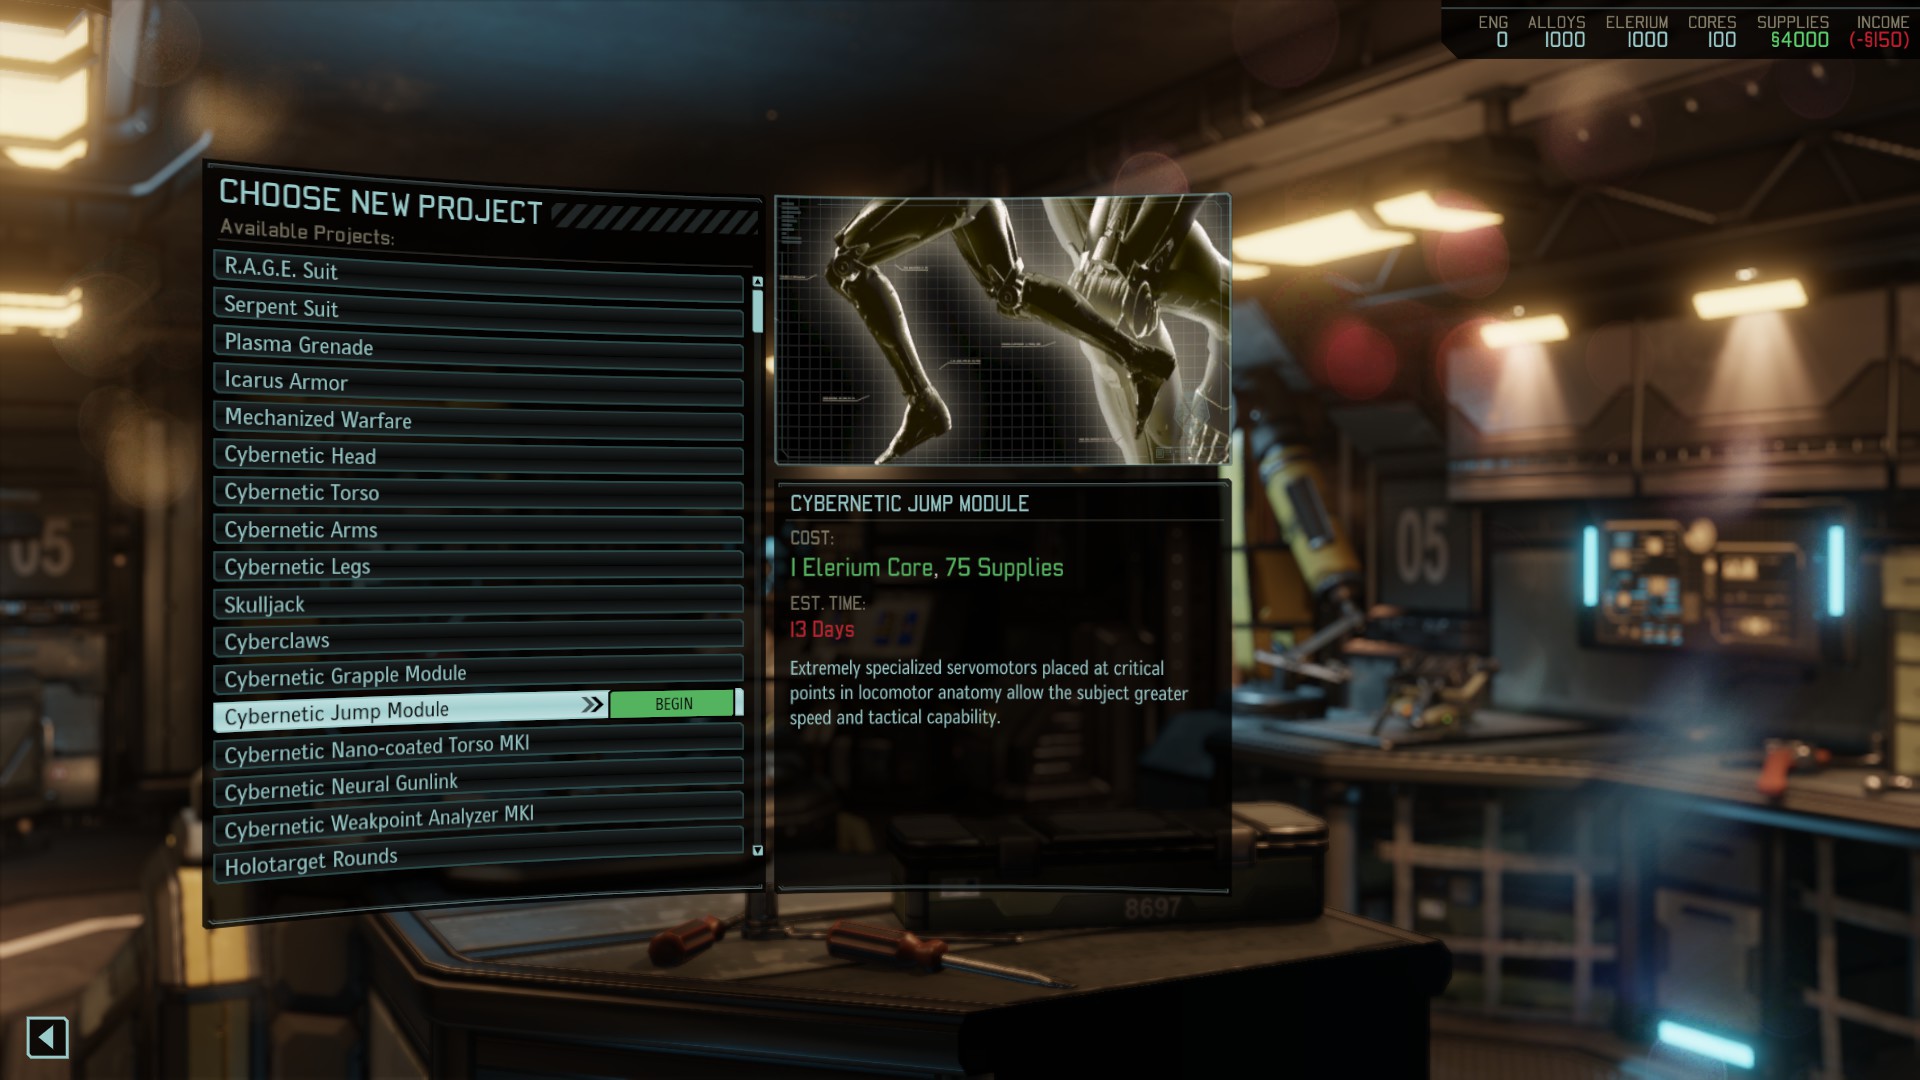 ENG ALLOYS ELERIUM CORES SUPPLIES INCOME
0 1000 1000 100 §4000 (-§150)
CHOOSE NEW PROJECT
Available Projects:
R.A.G.E. Suit
Serpent Suit
Plasma Grenade
Icarus Armor
Mechanized Warfare
Cybernetic Head
Cybernetic Torso
Cybernetic Arms
Cybernetic Legs
Skulljack
Cyberclaws
Cybernetic Grapple Module
Cybernetic Jump Module BEGIN
Cybernetic Nano-coated Torso MKI
Cybernetic Neural Gunlink
Cybernetic Weakpoint Analyzer MKI
Holotarget Rounds
CYBERNETIC JUMP MODULE
COST:
1 Elerium Core, 75 Supplies
EST. TIME:
13 Days
Extremely specialized servomotors placed at critical
points in locomotor anatomy allow the subject greater
speed and tactical capability.
05
05
8697